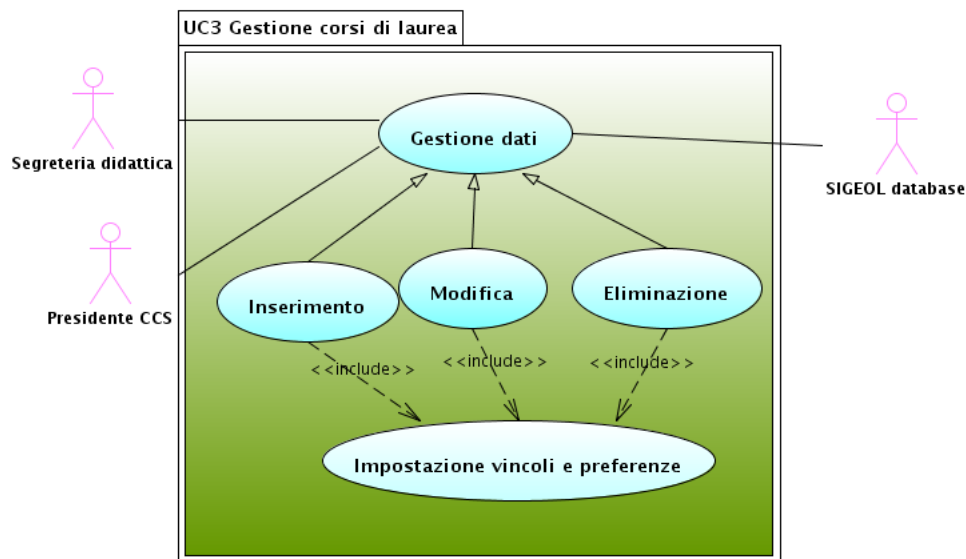 UC3 Gestione corsi di laurea
Gestione dati
Segreteria didattica
SIGEOL database
Presidente CCS
Inserimento
Modifica
Eliminazione
<<include>>
<<include>>
<<include>>
Impostazione vincoli e preferenze